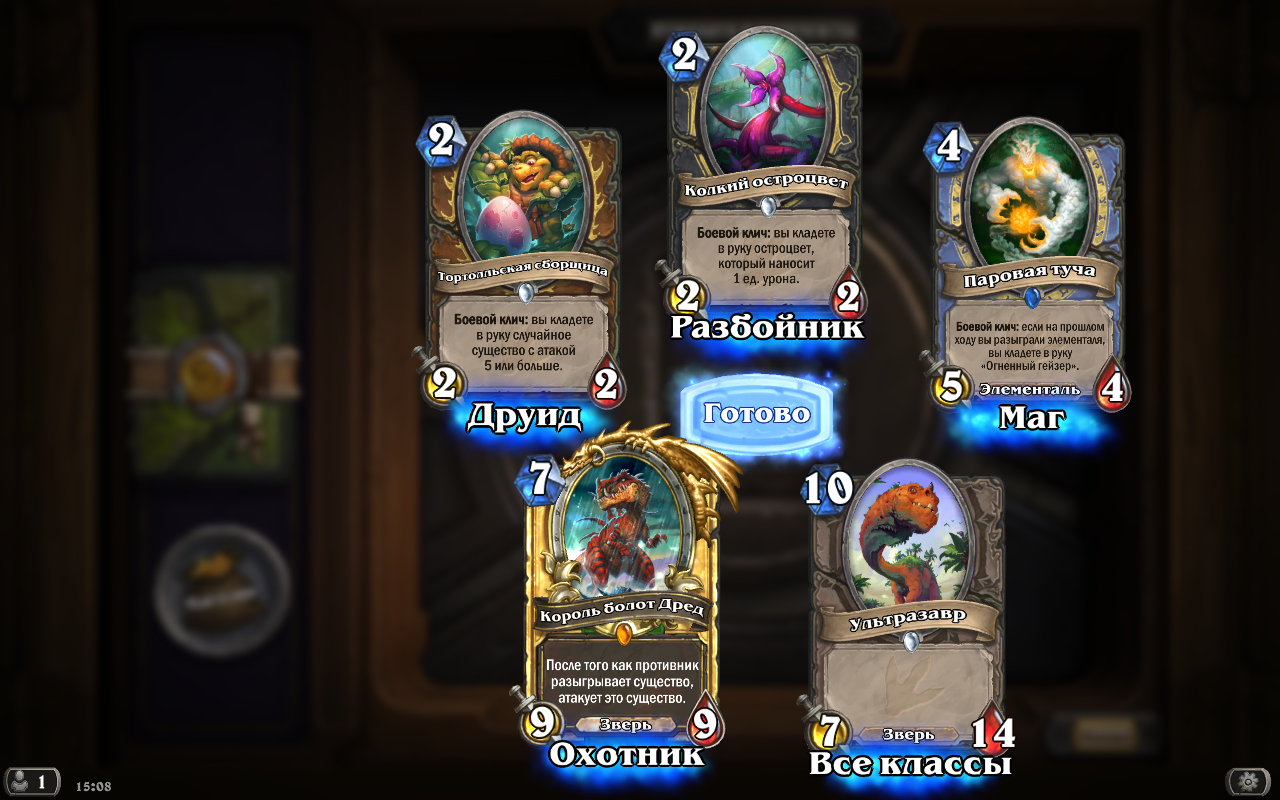 2
Колкий остроцвет
Боевой клич: вы кладете
в руку остроцвет,
который наносит
1 ед. урона.
2
2
Разбойник
2
Тортолльская сборщица
Боевой клич: вы кладете
в руку случайное
существо с атакой
5 или больше.
2
2
Друид
4
Паровая туча
Боевой клич: если на прошлом
ходу вы разыграли элементаля,
вы кладете в руку
«Огненный гейзер».
5
Элементаль
4
Маг
Готово
7
Король болот Дред
После того как противник
разыгрывает существо,
атакует это существо.
9
Зверь
9
Охотник
10
Ультразавр
7
Зверь
14
Все классы
1
15:08